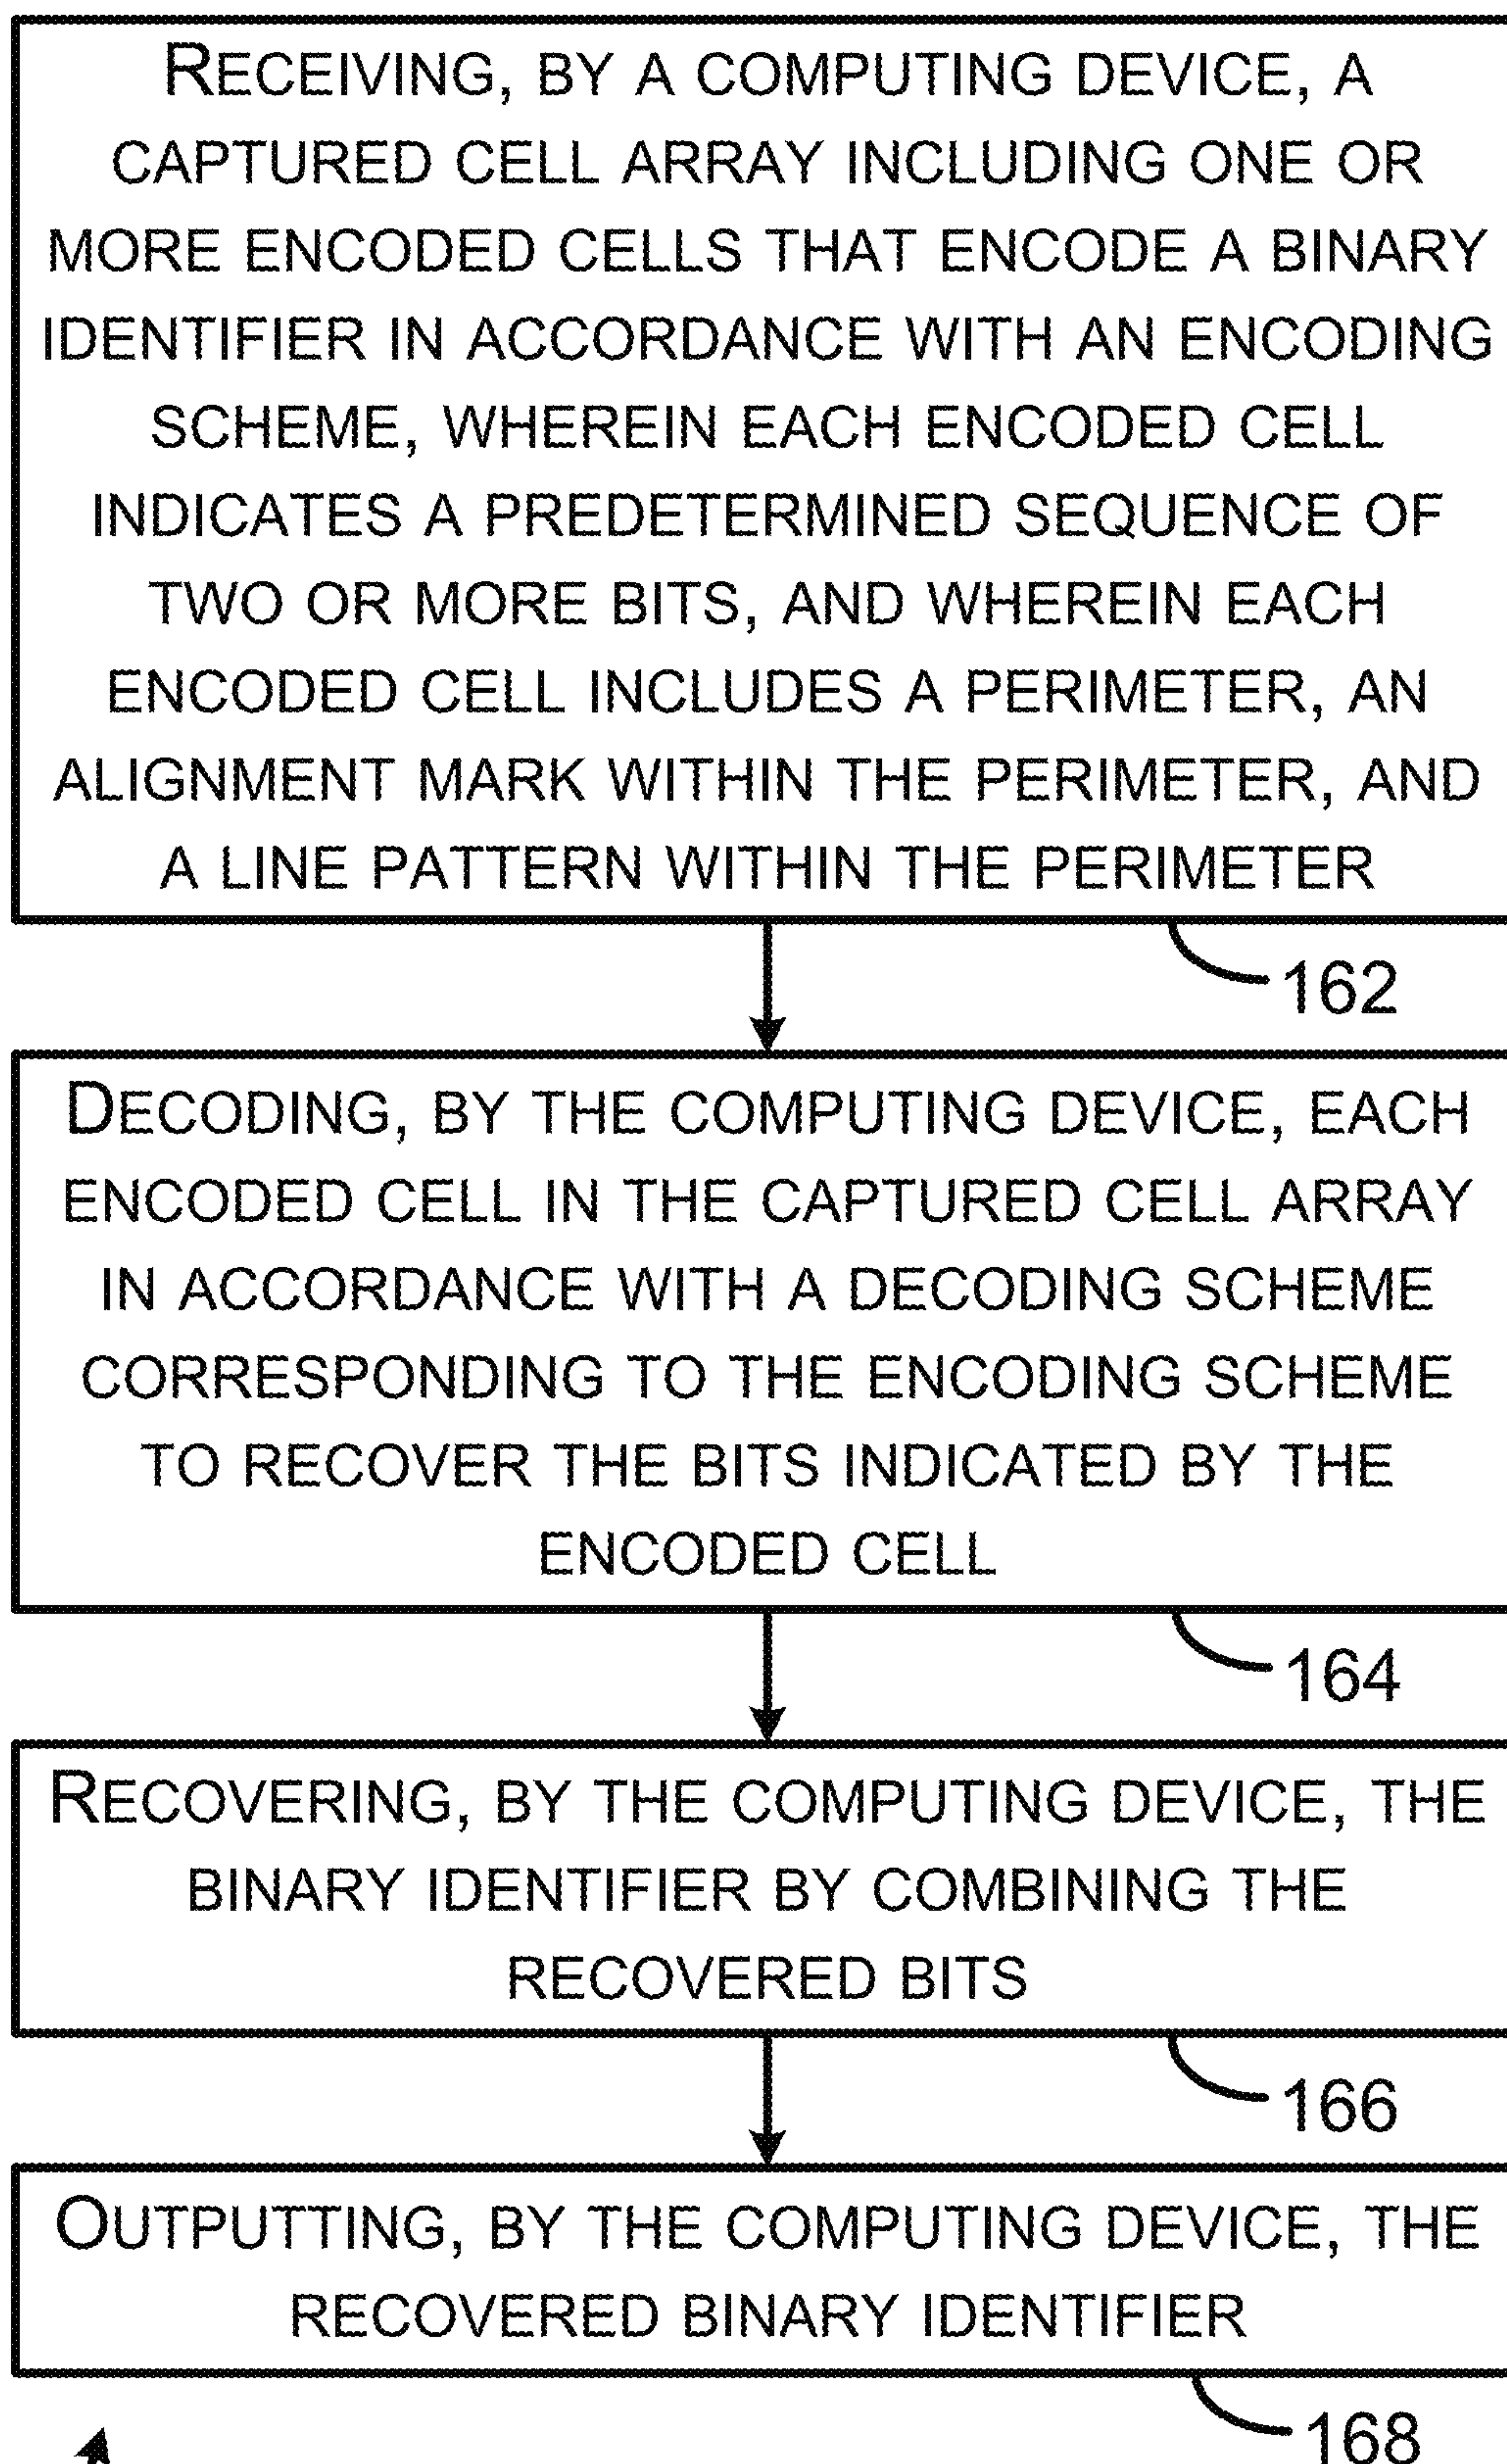 RECEIVING, BY A COMPUTING DEVICE, A
CAPTURED CELL ARRAY INCLUDING ONE OR
MORE ENCODED CELLS THAT ENCODE A BINARY
IDENTIFIER IN ACCORDANCE WITH AN ENCODING
SCHEME, WHEREIN EACH ENCODED CELL
INDICATES A PREDETERMINED SEQUENCE OF
TWO OR MORE BITS, AND WHEREIN EACH
ENCODED CELL INCLUDES A PERIMETER, AN
ALIGNMENT MARK WITHIN THE PERIMETER, AND
A LINE PATTERN WITHIN THE PERIMETER
162
DECODING, BY THE COMPUTING DEVICE, EACH
ENCODED CELL IN THE CAPTURED CELL ARRAY
IN ACCORDANCE WITH A DECODING SCHEME
CORRESPONDING TO THE ENCODING SCHEME
TO RECOVER THE BITS INDICATED BY THE
ENCODED CELL
164
RECOVERING, BY THE COMPUTING DEVICE, THE
BINARY IDENTIFIER BY COMBINING THE
RECOVERED BITS
166
OUTPUTTING, BY THE COMPUTING DEVICE, THE
RECOVERED BINARY IDENTIFIER
168